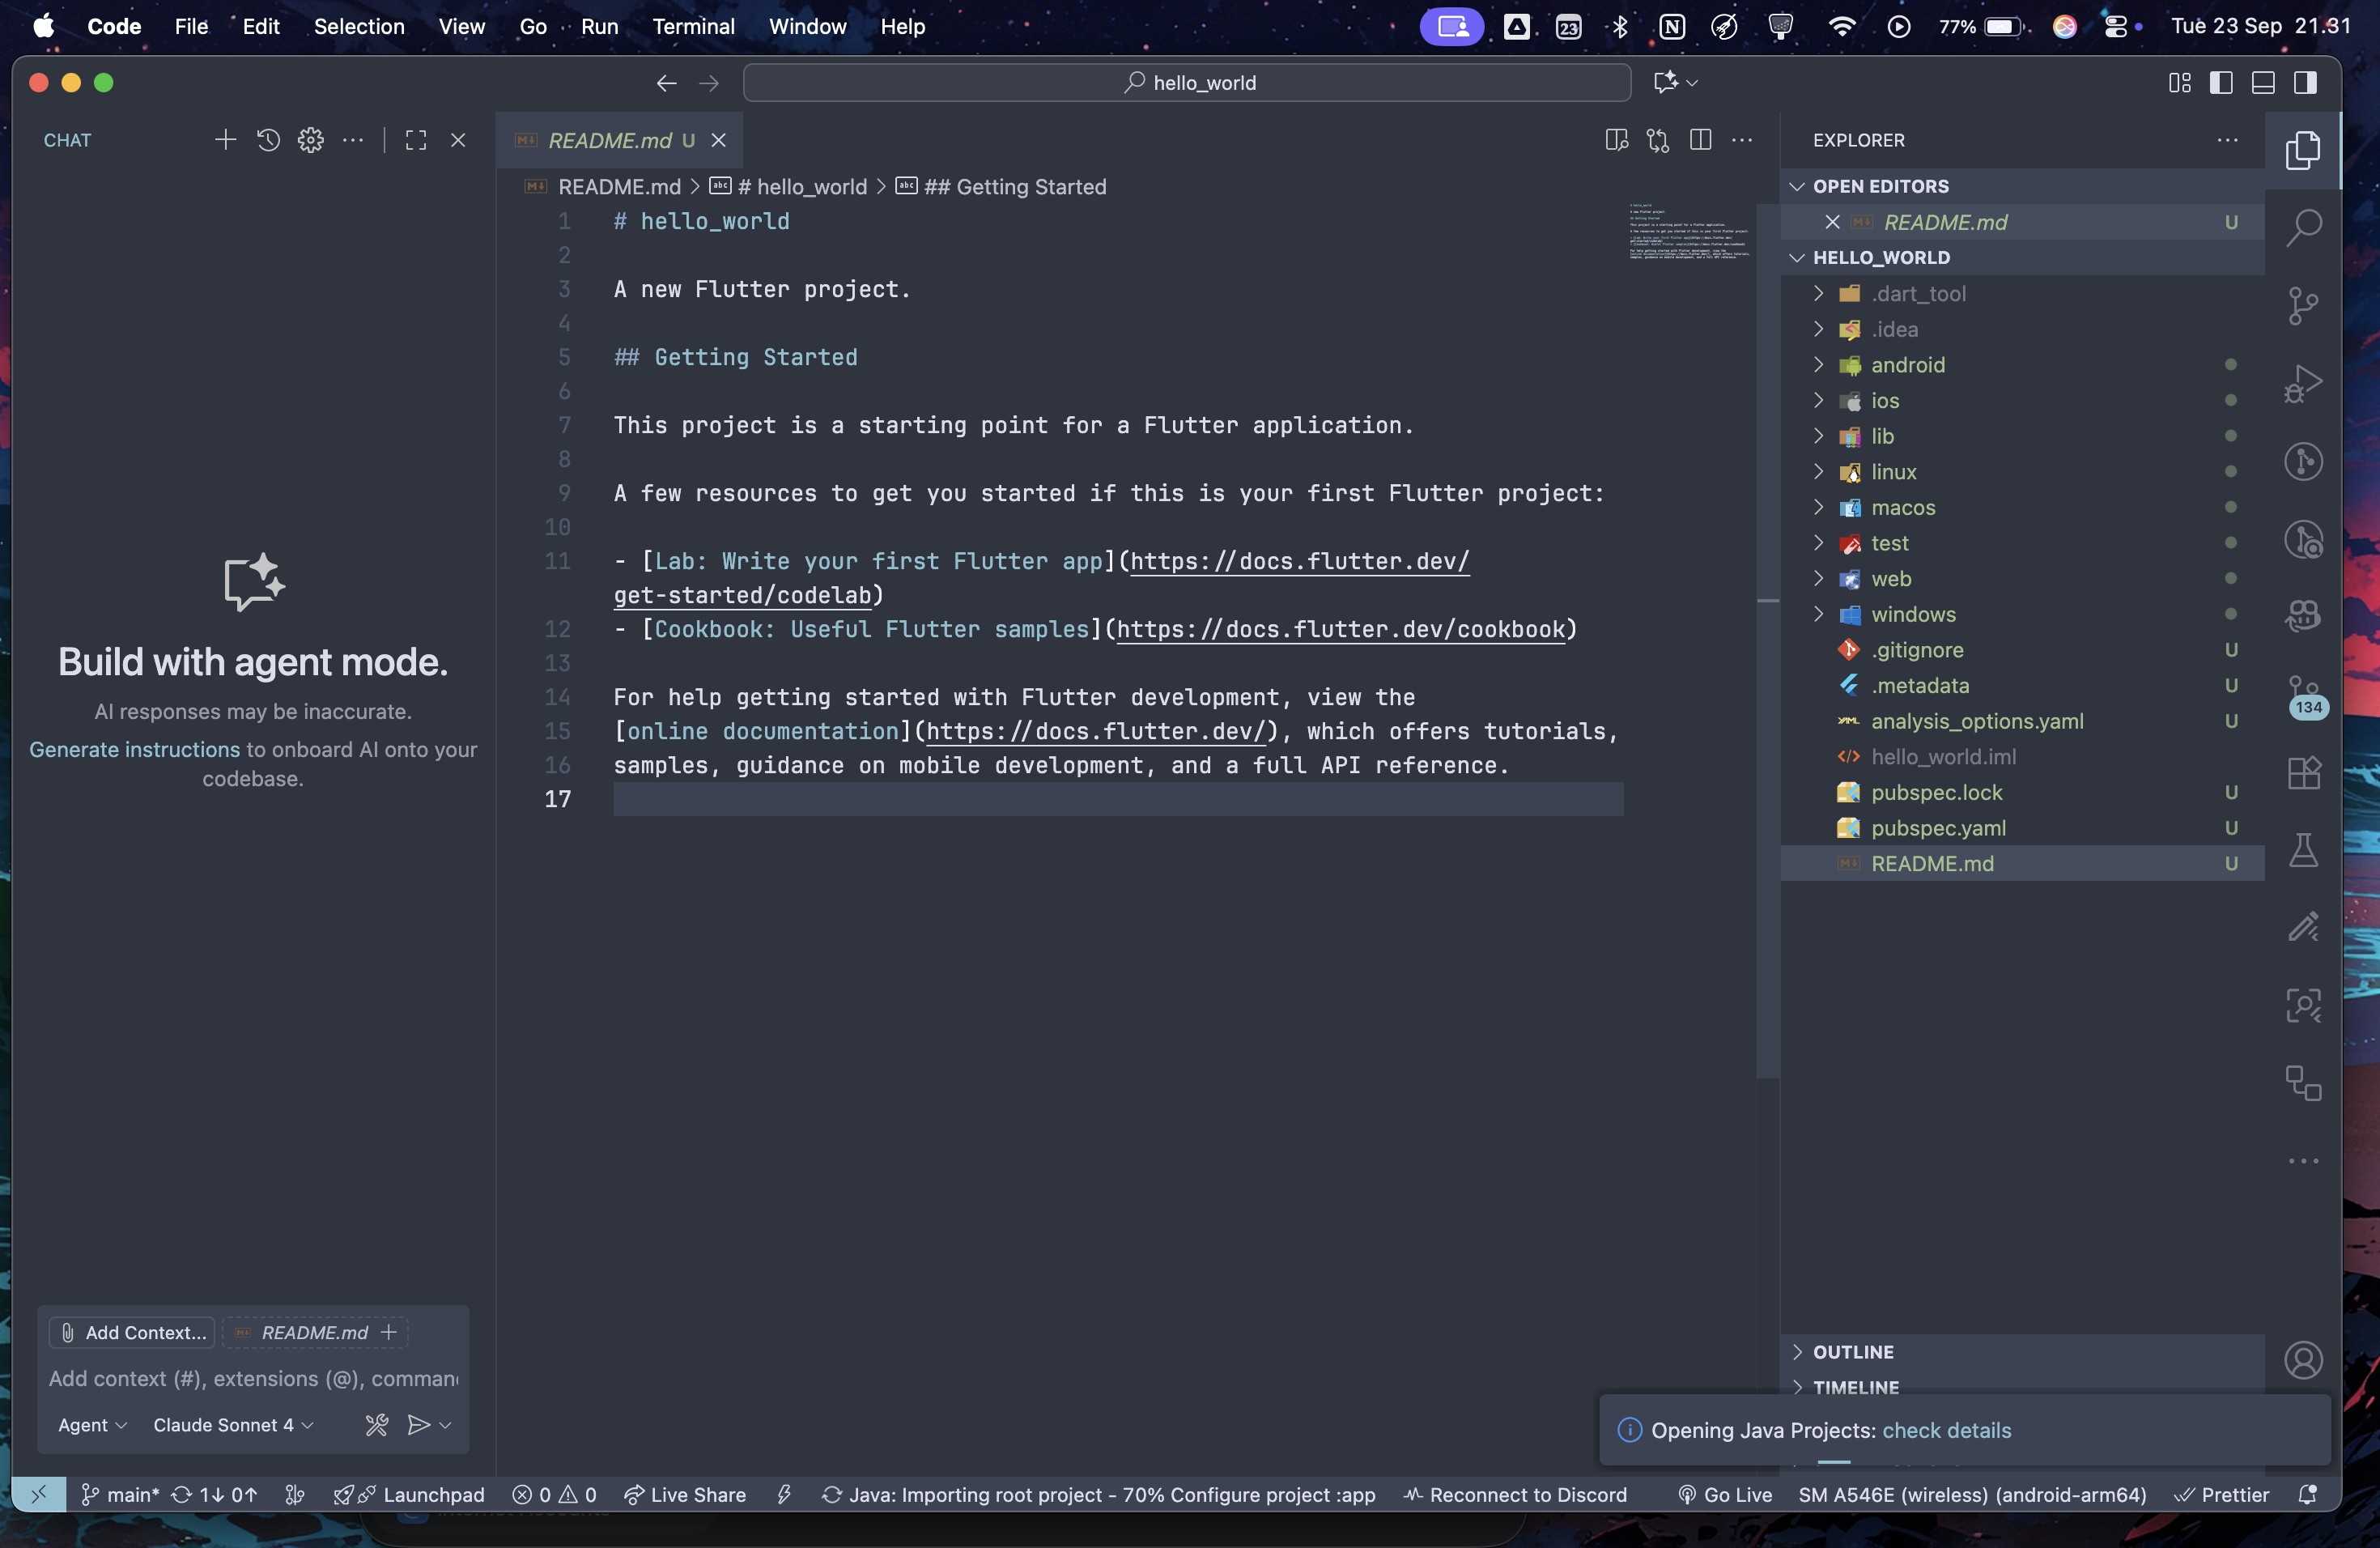 Code File Edit Selection View Go Run Terminal Window Help
23
77%
Tue 23 Sep 21.31
hello_world
CHAT
README.md U
README.md > # hello_world > ## Getting Started
1 # hello_world
2
3 A new Flutter project.
4
5 ## Getting Started
6
7 This project is a starting point for a Flutter application.
8
9 A few resources to get you started if this is your first Flutter project:
10
11 - [Lab: Write your first Flutter app](https://docs.flutter.dev/
get-started/codelab)
12 - [Cookbook: Useful Flutter samples](https://docs.flutter.dev/cookbook)
13
14 For help getting started with Flutter development, view the
15 [online documentation](https://docs.flutter.dev/), which offers tutorials,
16 samples, guidance on mobile development, and a full API reference.
17
Build with agent mode.
AI responses may be inaccurate.
Generate instructions to onboard AI onto your
codebase.
Add Context...
README.md
Add context (#), extensions (@), comman
Agent
Claude Sonnet 4
EXPLORER
OPEN EDITORS
README.md U
HELLO_WORLD
.dart_tool
.idea
android
ios
lib
linux
macos
test
web
windows
.gitignore U
.metadata U
analysis_options.yaml U
hello_world.iml
pubspec.lock U
pubspec.yaml U
README.md U
134
OUTLINE
TIMELINE
Opening Java Projects: check details
main* 1↓ 0↑
Launchpad
0 0
Live Share
Java: Importing root project - 70% Configure project :app
Reconnect to Discord
Go Live
SM A546E (wireless) (android-arm64)
Prettier